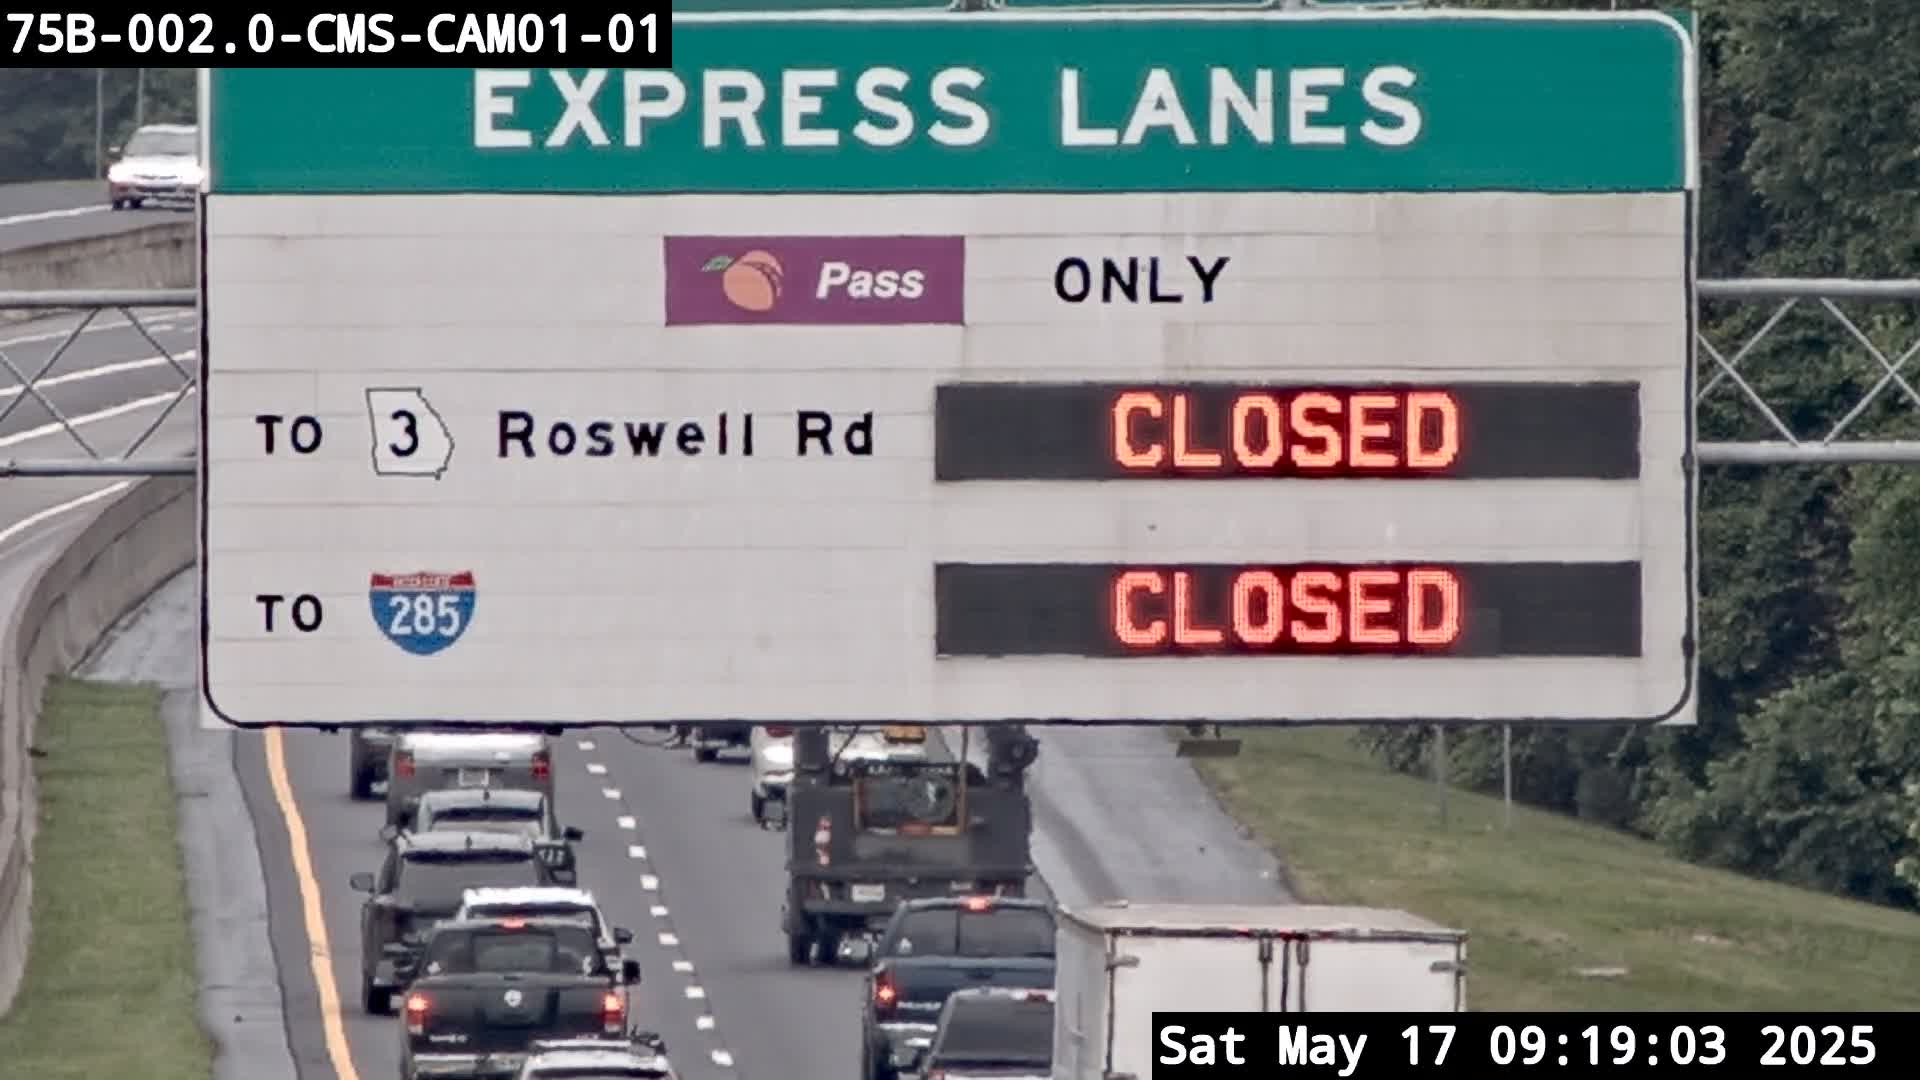 75B-002.0-CMS-CAM01-01
EXPRESS LANES
Pass ONLY
TO 3 Roswell Rd CLOSED
TO INTERSTATE 285 CLOSED
Sat May 17 09:19:03 2025